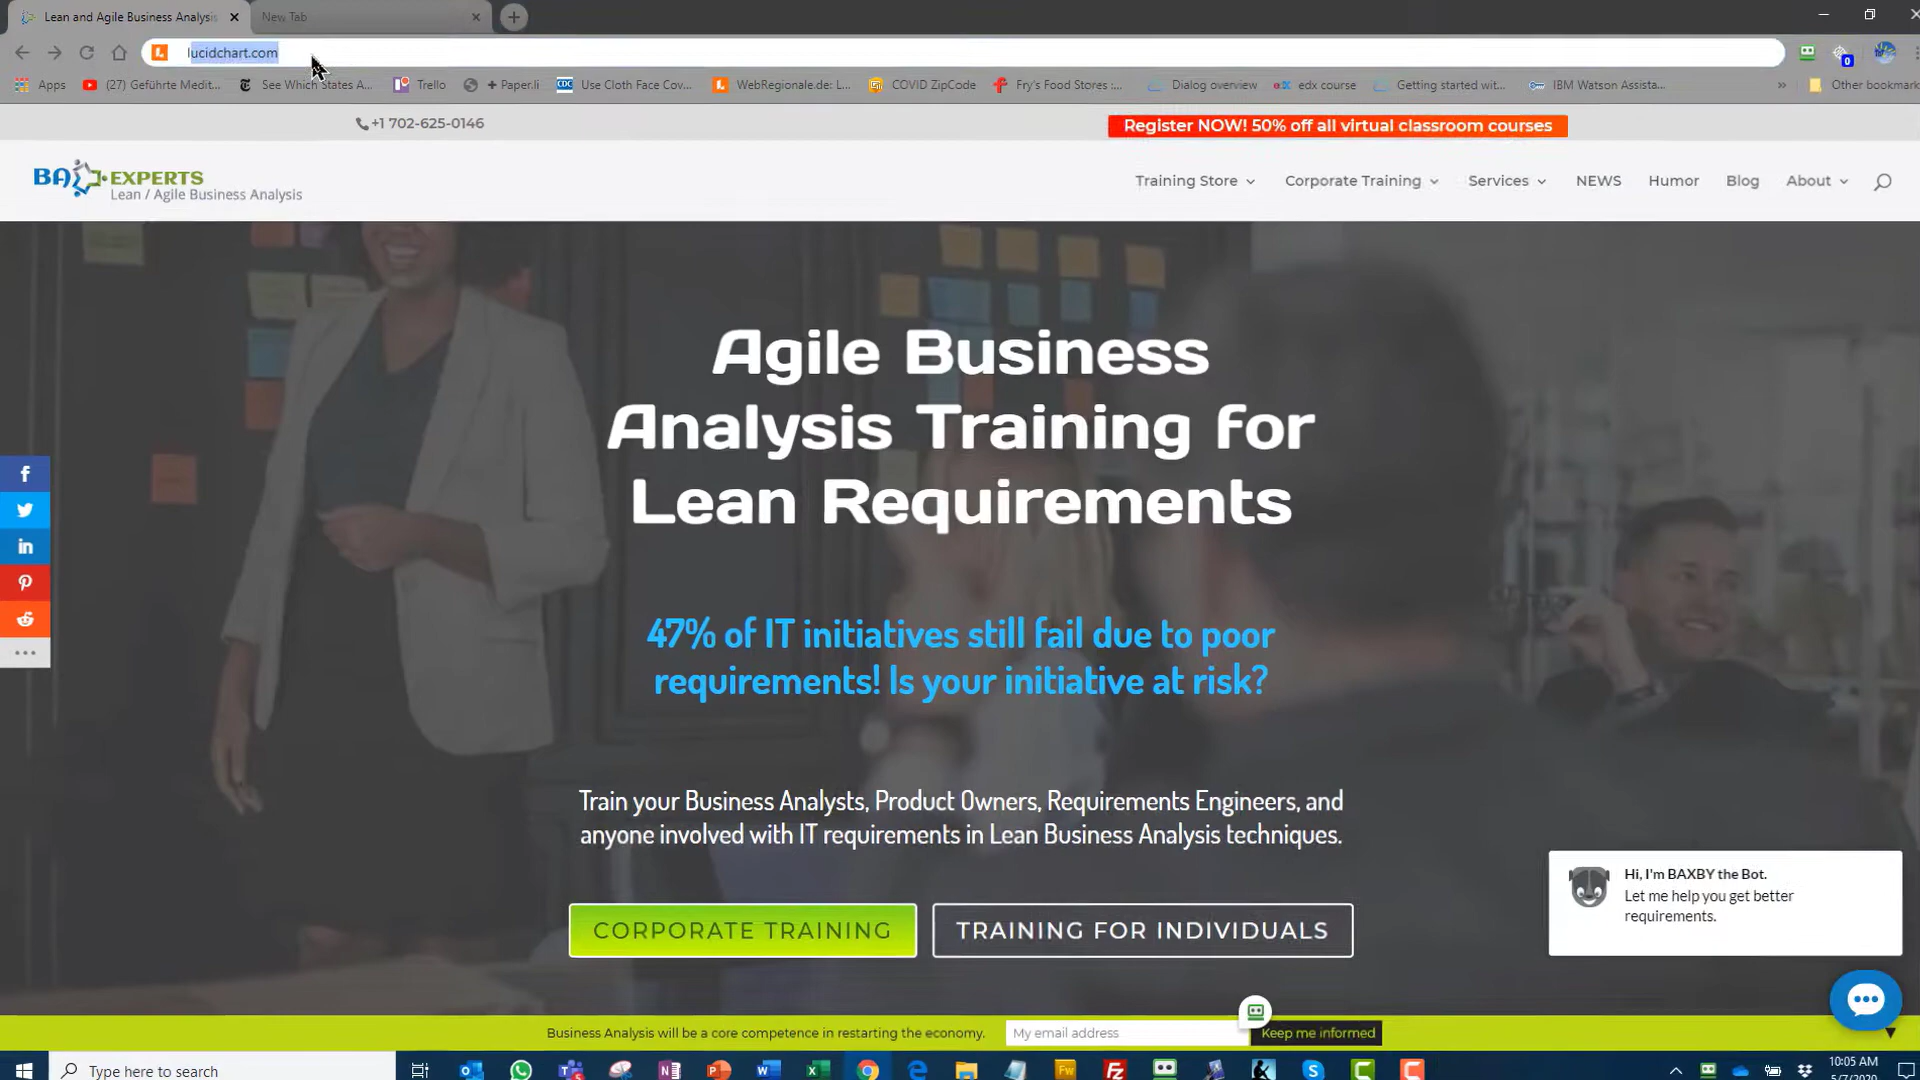 Lean and Agile Business Analysis
New Tab
lucidchart.com
Apps
(27) Geführte Medit...
See Which States A...
Trello
+ Paper.li
CDC
Use Cloth Face Cov...
WebRegionale.de: L...
COVID ZipCode
Fry's Food Stores :...
Dialog overview
edx course
Getting started wit...
IBM Watson Assista...
»
Other bookmark
+1 702-625-0146
Register NOW! 50% off all virtual classroom courses
BA EXPERTS
Lean / Agile Business Analysis
Training Store
Corporate Training
Services
NEWS
Humor
Blog
About
Agile Business
Analysis Training for
Lean Requirements
47% of IT initiatives still fail due to poor
requirements! Is your initiative at risk?
Train your Business Analysts, Product Owners, Requirements Engineers, and
anyone involved with IT requirements in Lean Business Analysis techniques.
CORPORATE TRAINING
TRAINING FOR INDIVIDUALS
Hi, I'm BAXBY the Bot.
Let me help you get better
requirements.
Business Analysis will be a core competence in restarting the economy.
My email address
Keep me informed
Type here to search
10:05 AM
5/7/2020